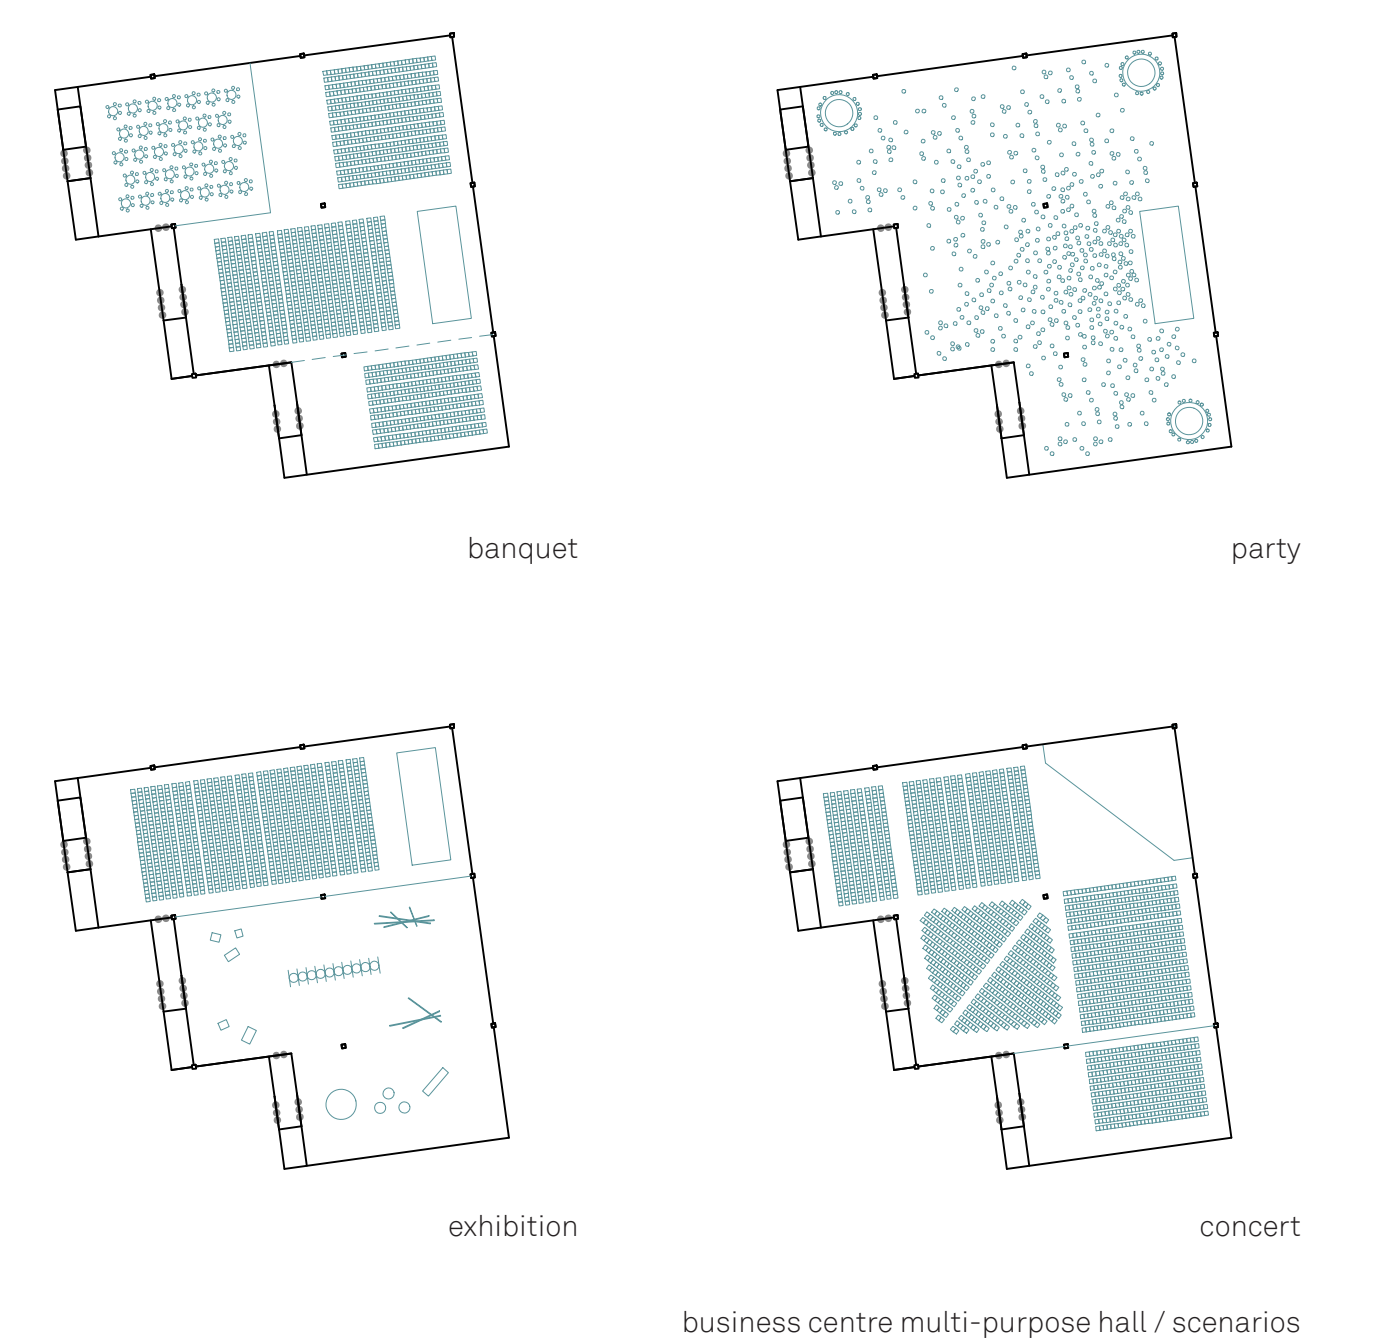 banquet
party
exhibition
concert
business centre multi-purpose hall / scenarios